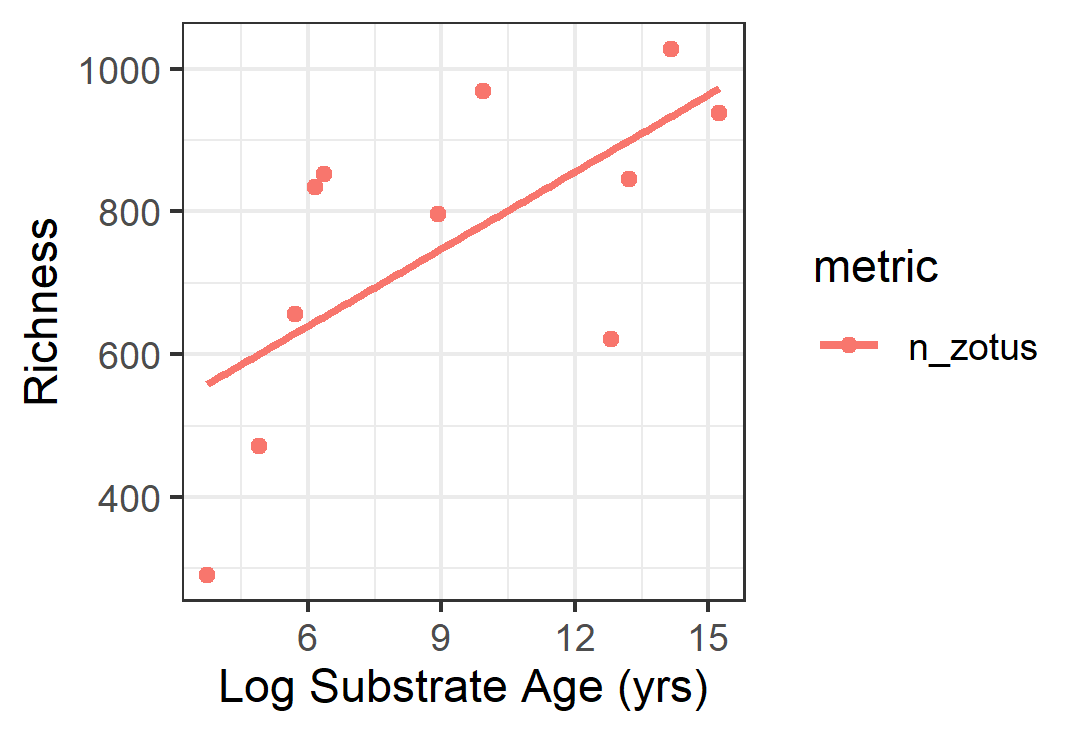 1000
800
600
400
Richness
6 9 12 15
Log Substrate Age (yrs)
metric
n_zotus